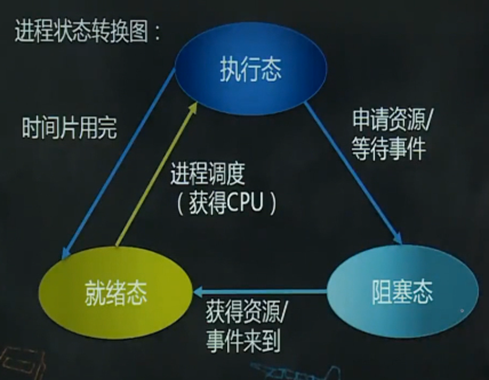 进程状态转换图：
执行态
时间片用完
申请资源/
等待事件
进程调度
（获得CPU）
就绪态
阻塞态
获得资源/
事件来到